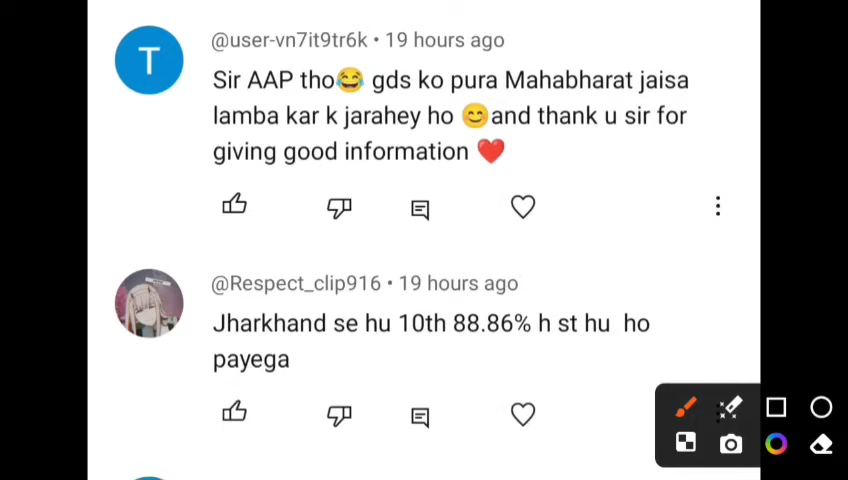 T
@user-vn7it9tr6k • 19 hours ago
Sir AAP tho😂 gds ko pura Mahabharat jaisa
lamba kar k jarahey ho 😊and thank u sir for
giving good information ❤️
@Respect_clip916 • 19 hours ago
Jharkhand se hu 10th 88.86% h st hu  ho
payega